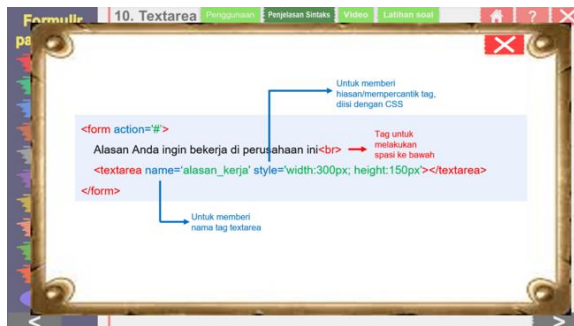 Formulir
pa
10. Textarea
Penggunaan
Penjelasan Sintaks
Video
Latihan soal
?
Untuk memberi
hiasan/mempercantik tag,
diisi dengan CSS
<form action='#'>
Alasan Anda ingin bekerja di perusahaan ini<br>
Tag untuk
melakukan
spasi ke bawah
<textarea name='alasan_kerja' style='width:300px; height:150px'></textarea>
</form>
Untuk memberi
nama tag textarea